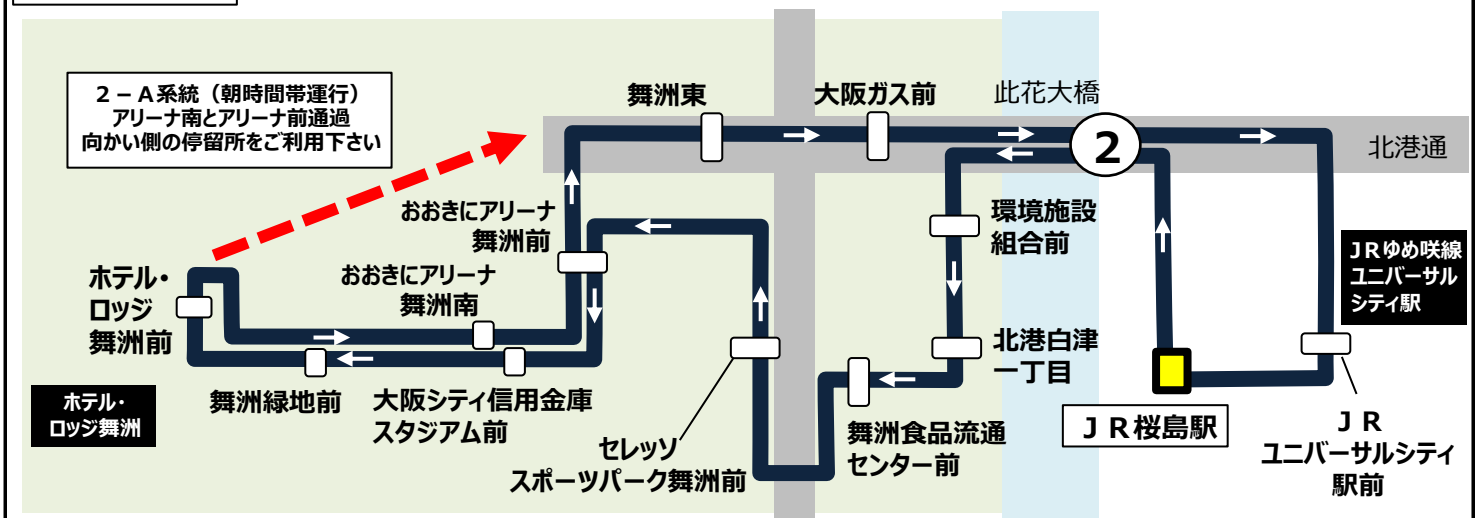 ２－Ａ系統（朝時間帯運行）
アリーナ南とアリーナ前通過
向かい側の停留所をご利用下さい
舞洲東
大阪ガス前
此花大橋
2
北港通
おおきにアリーナ
舞洲前
環境施設
組合前
ＪＲゆめ咲線
ユニバーサル
シティ駅
ホテル・
ロッジ
舞洲前
おおきにアリーナ
舞洲南
北港白津
一丁目
ホテル・
ロッジ舞洲
舞洲緑地前
大阪シティ信用金庫
スタジアム前
セレッソ
スポーツパーク舞洲前
舞洲食品流通
センター前
ＪＲ桜島駅
ＪＲ
ユニバーサルシティ
駅前